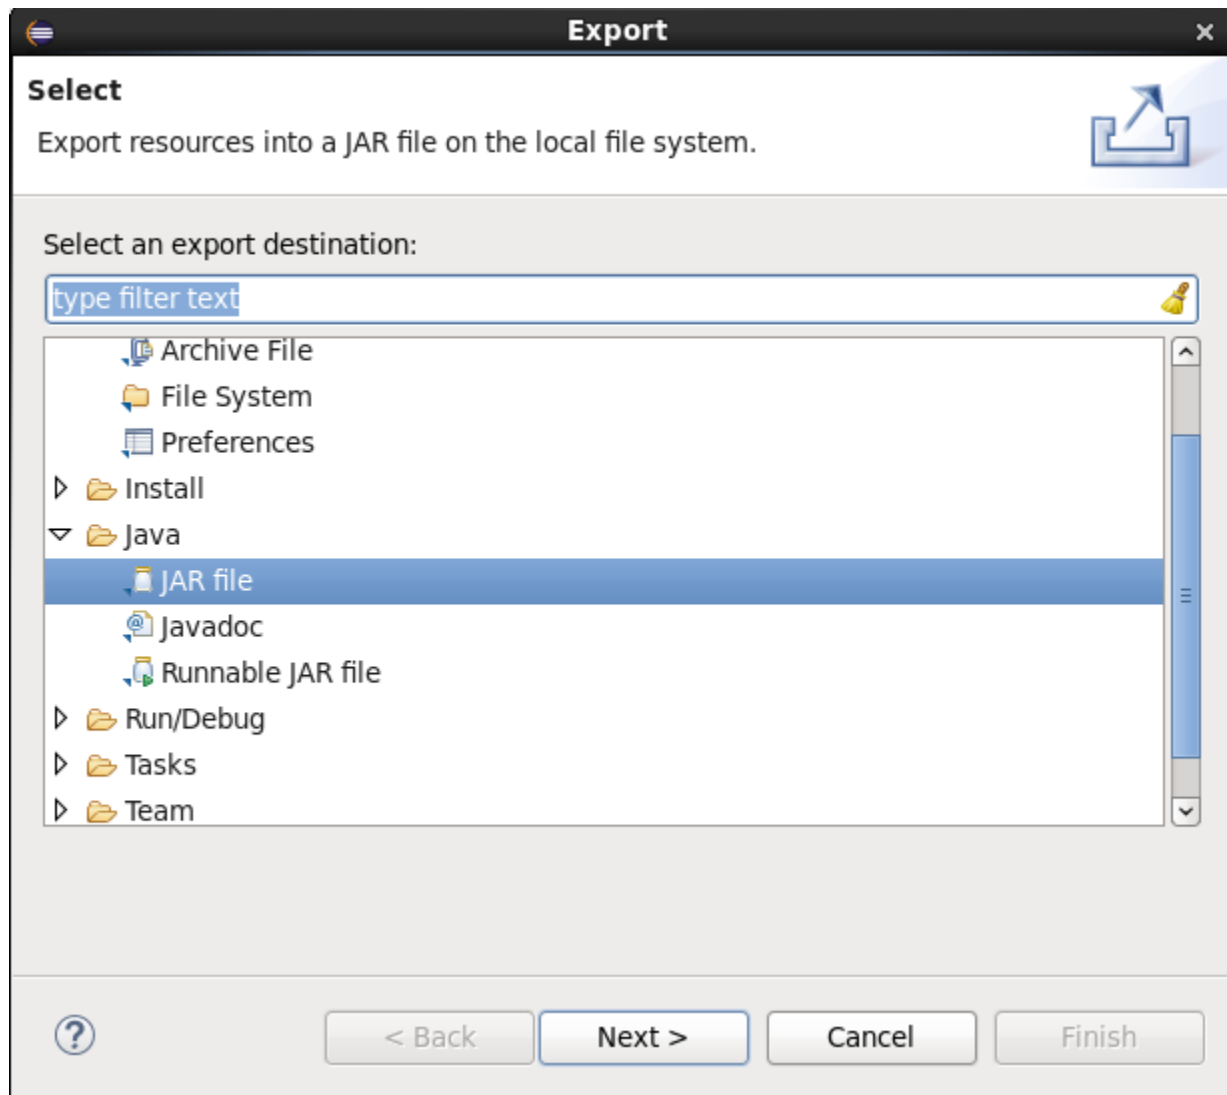 Export
Select
Export resources into a JAR file on the local file system.
Select an export destination:
type filter text
Archive File
File System
Preferences
Install
Java
JAR file
Javadoc
Runnable JAR file
Run/Debug
Tasks
Team
< Back Next > Cancel Finish